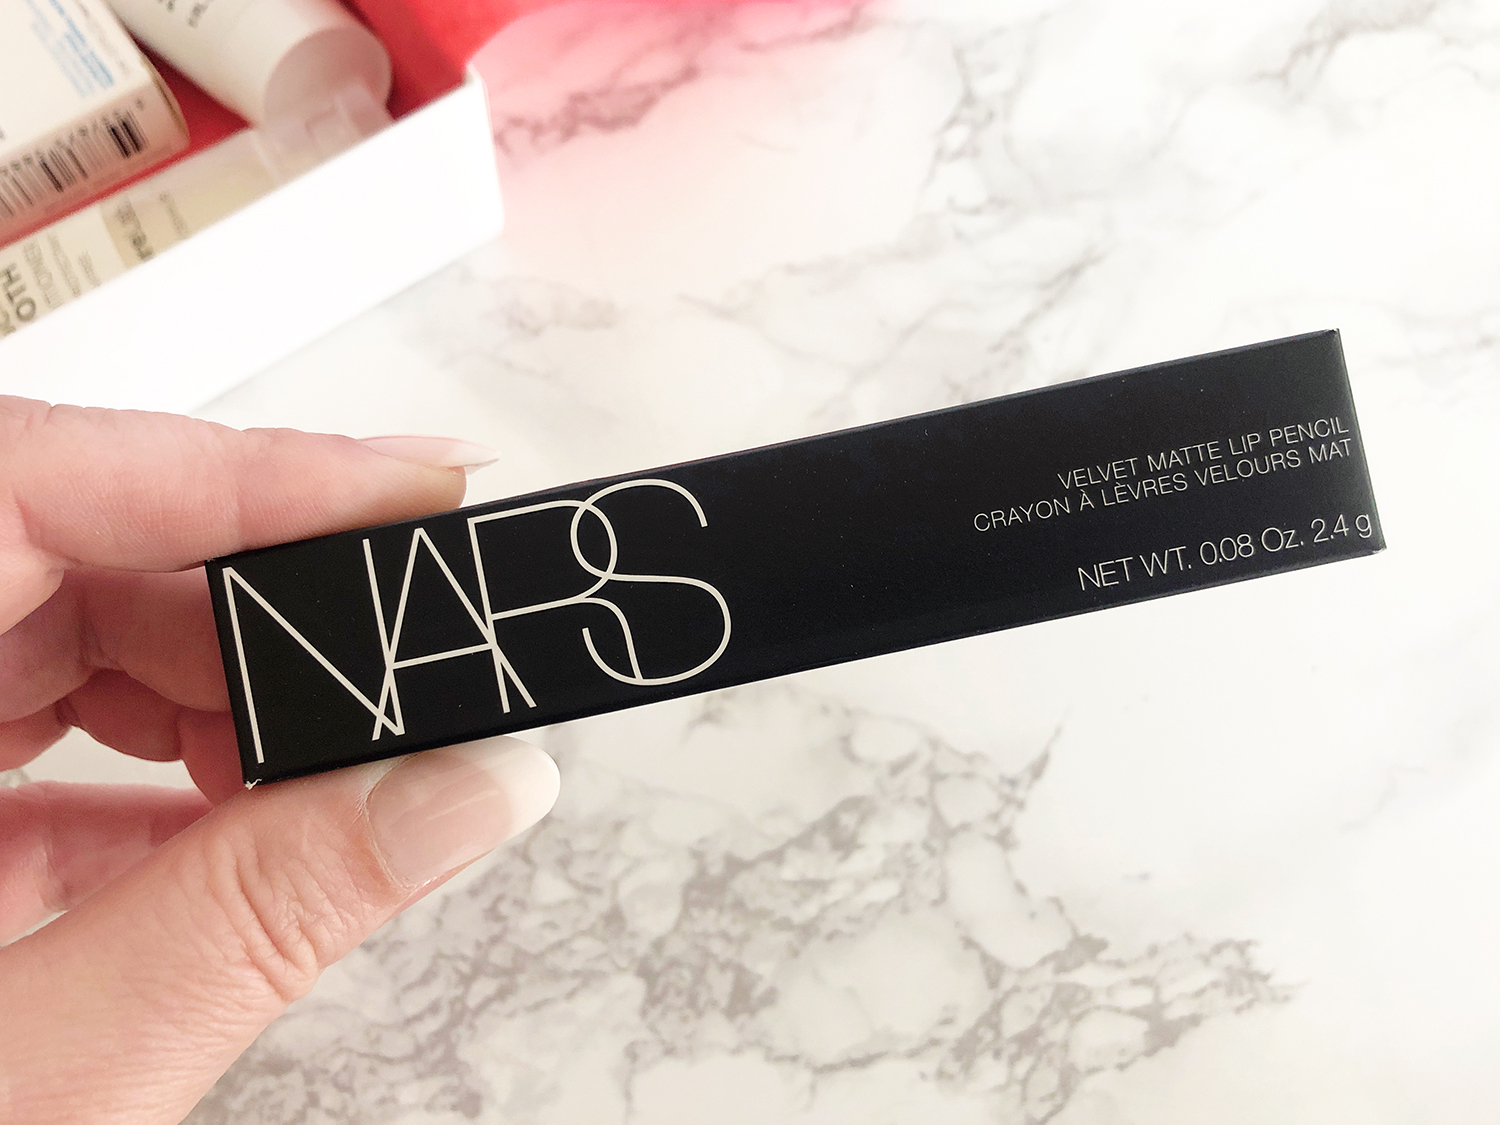 NARS
VELVET MATTE LIP PENCIL
CRAYON À LÈVRES VELOURS MAT
NET WT. 0.08 Oz. 2.4 g